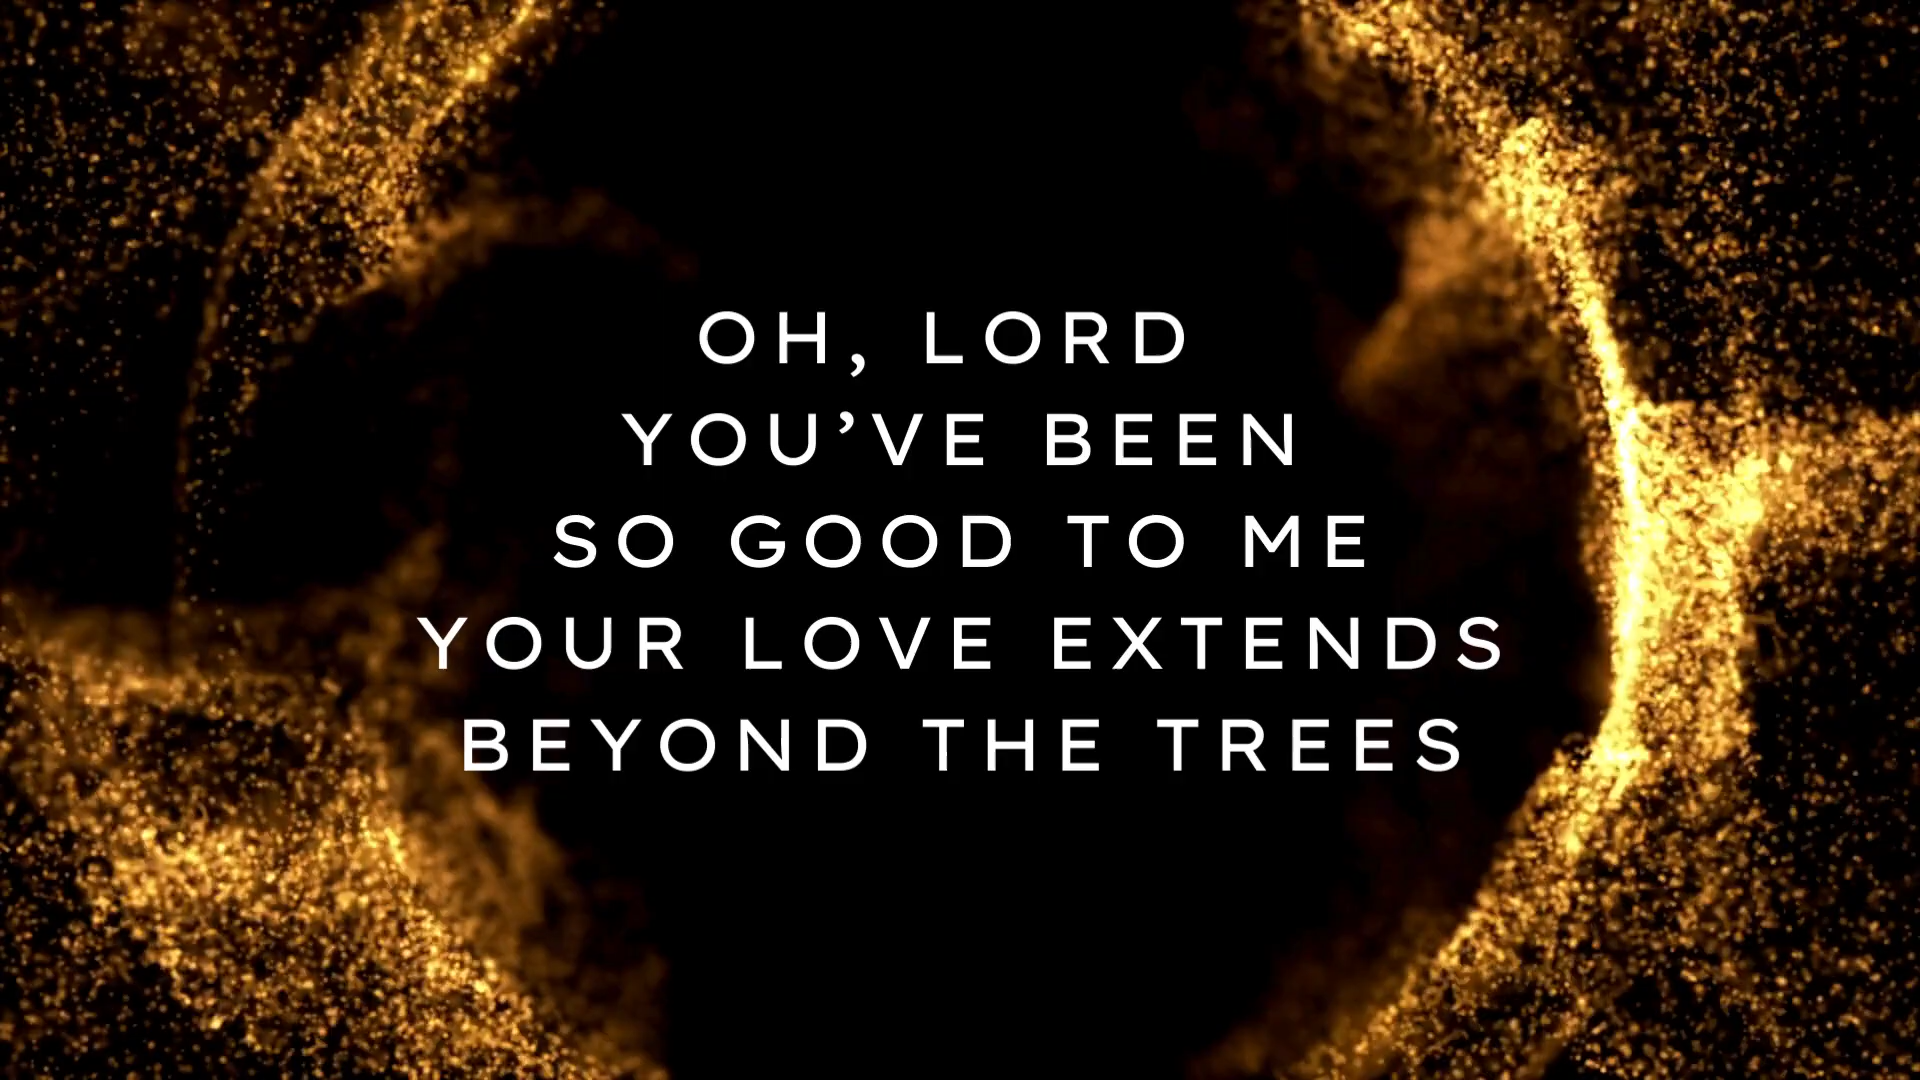 OH, LORD
YOU’VE BEEN
SO GOOD TO ME
YOUR LOVE EXTENDS
BEYOND THE TREES